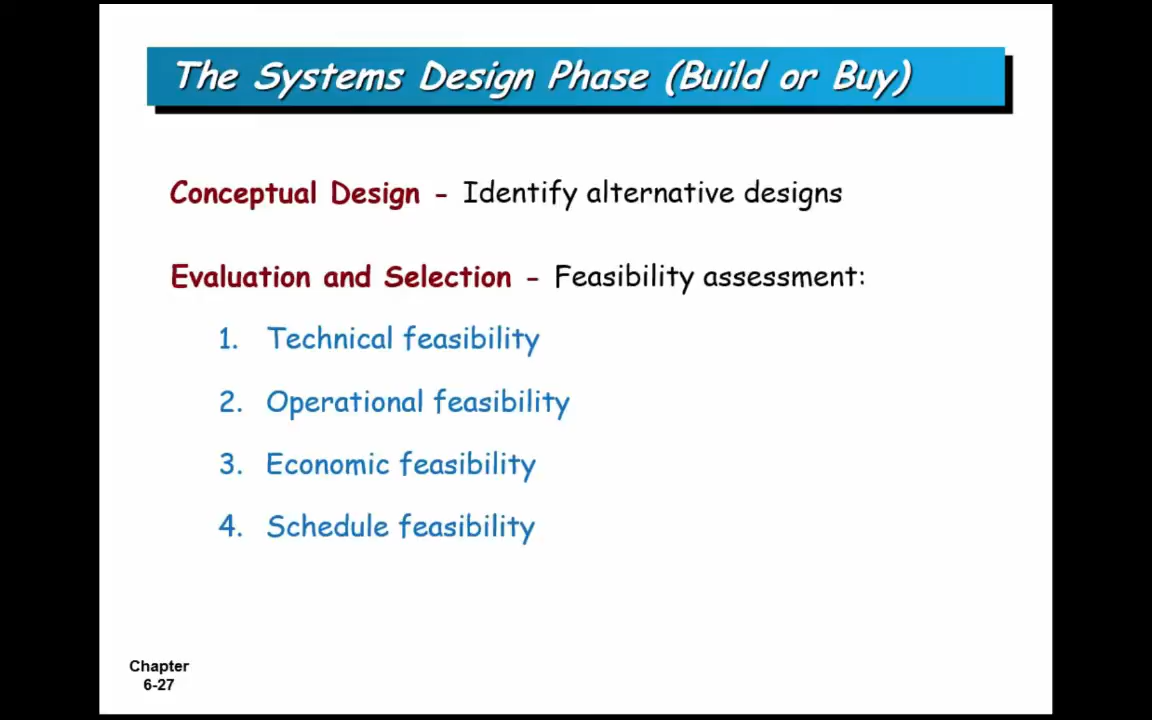 The Systems Design Phase (Build or Buy)
Conceptual Design - Identify alternative designs
Evaluation and Selection - Feasibility assessment:
1. Technical feasibility
2. Operational feasibility
3. Economic feasibility
4. Schedule feasibility
Chapter
6-27